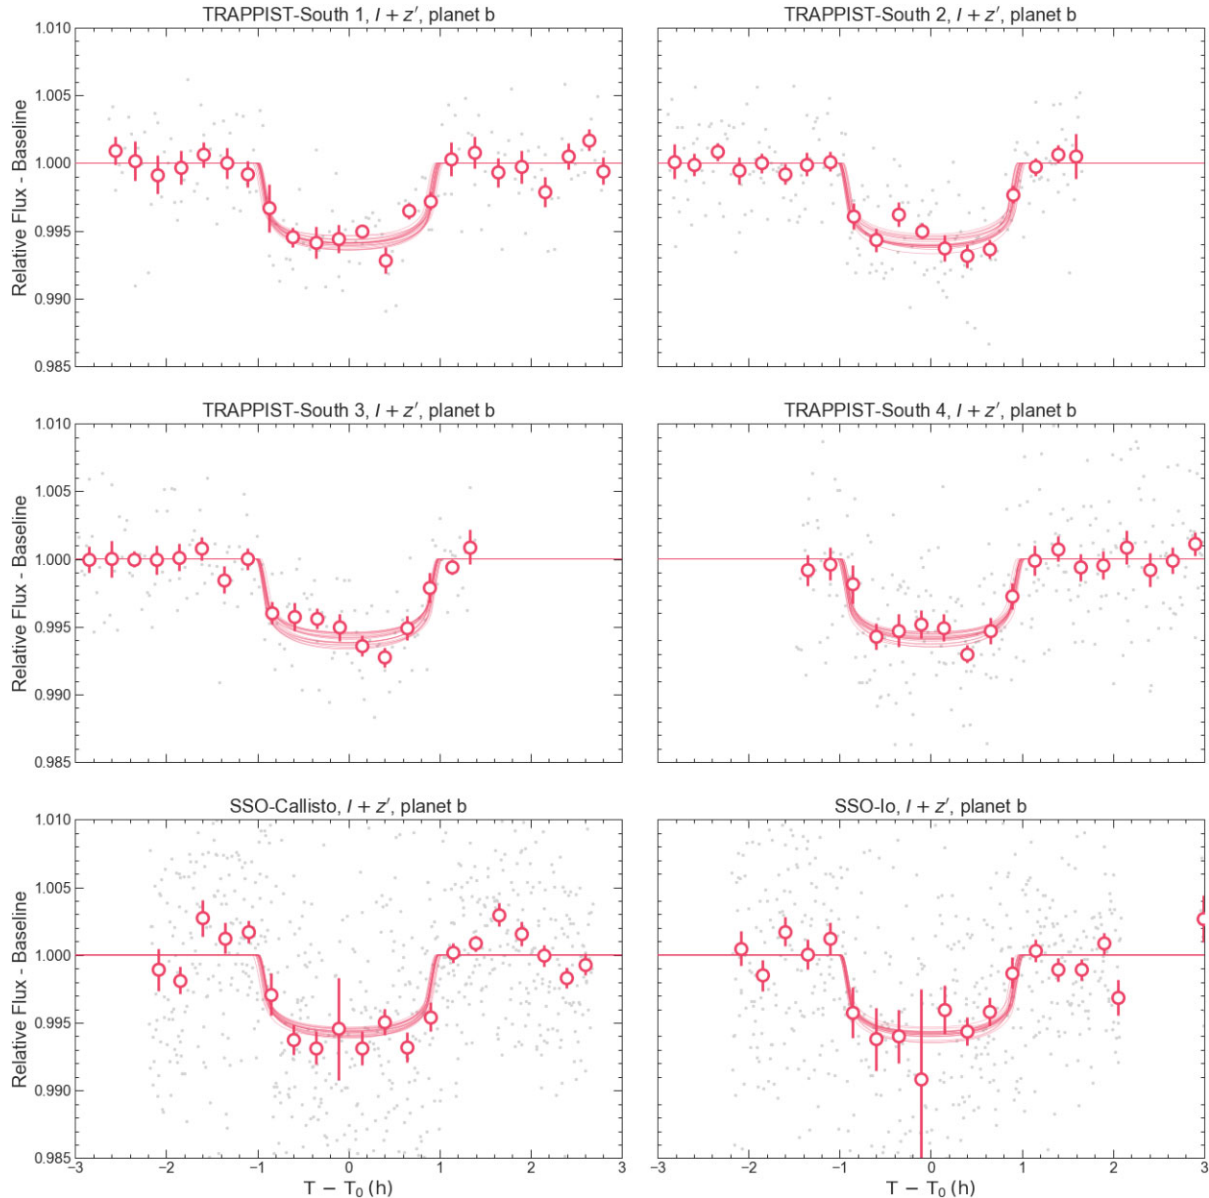 TRAPPIST-South 1, I + z′, planet b
TRAPPIST-South 2, I + z′, planet b
Relative Flux - Baseline
1.010
1.005
1.000
0.995
0.990
0.985
TRAPPIST-South 3, I + z′, planet b
TRAPPIST-South 4, I + z′, planet b
Relative Flux - Baseline
1.010
1.005
1.000
0.995
0.990
0.985
SSO-Callisto, I + z′, planet b
SSO-Io, I + z′, planet b
Relative Flux - Baseline
1.010
1.005
1.000
0.995
0.990
0.985
−3 −2 −1 0 1 2 3
−3 −2 −1 0 1 2 3
T − T₀ (h)
T − T₀ (h)